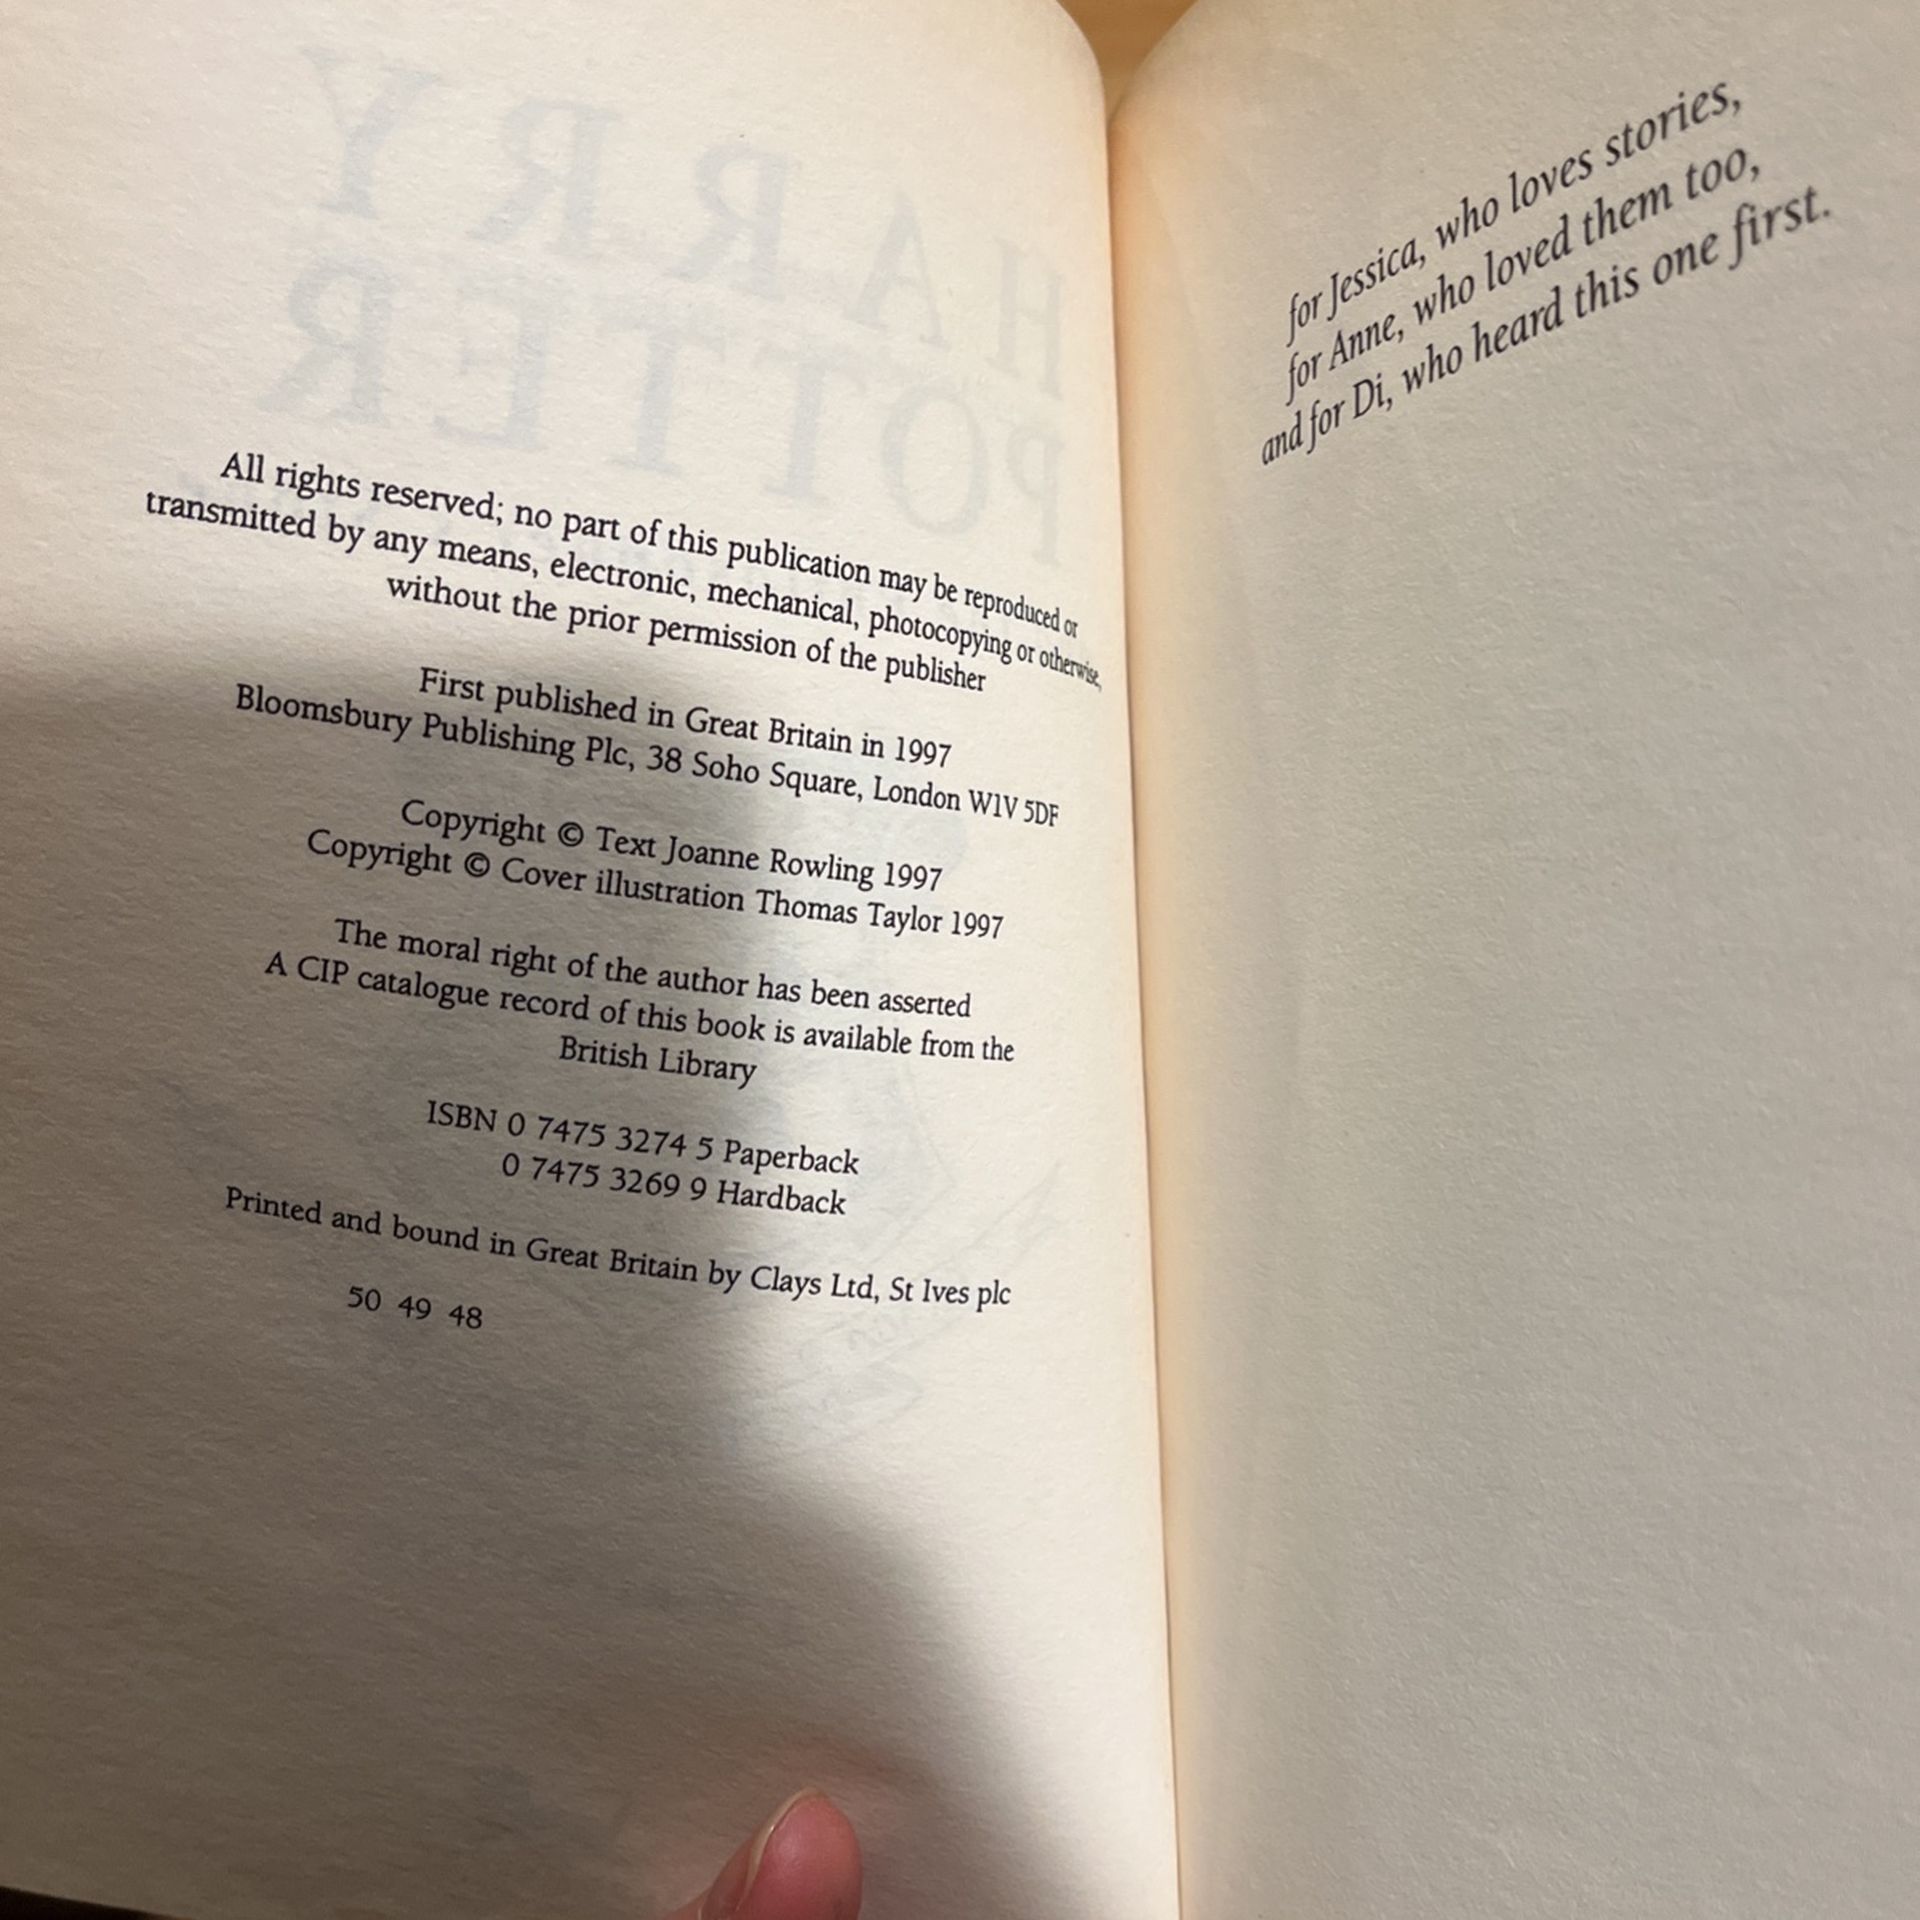 All rights reserved; no part of this publication may be reproduced or
transmitted by any means, electronic, mechanical, photocopying or otherwise,
without the prior permission of the publisher
First published in Great Britain in 1997
Bloomsbury Publishing Plc, 38 Soho Square, London W1V 5DF
Copyright © Text Joanne Rowling 1997
Copyright © Cover illustration Thomas Taylor 1997
The moral right of the author has been asserted
A CIP catalogue record of this book is available from the
British Library
ISBN 0 7475 3274 5 Paperback
0 7475 3269 9 Hardback
Printed and bound in Great Britain by Clays Ltd, St Ives plc
50 49 48
for Jessica, who loves stories,
for Anne, who loved them too,
and for Di, who heard this one first.
HARRY
POTTER